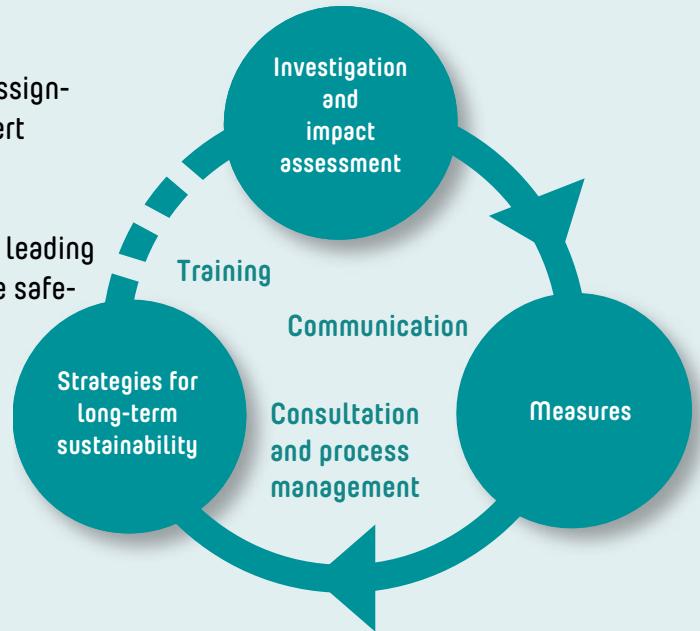 ssign-
ert
leading
e safe-
Investigation
and
impact
assessment
Training
Communication
Consultation
and process
management
Measures
Strategies for
long-term
sustainability